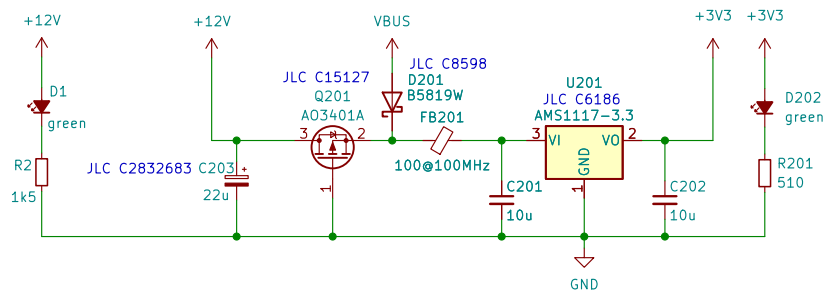 +12V
+12V
VBUS
+3V3
+3V3
JLC C8598
U201
D1
JLC C15127
D201
JLC C6186
D202
Q201
B5819W
AMS1117-3.3
green
AO3401A
FB201
green
3
2
3
VI
VO
2
R2
JLC C2832683
C203
+
100@100MHz
GND
R201
1k5
22u
1
C201
1
C202
510
10u
10u
GND